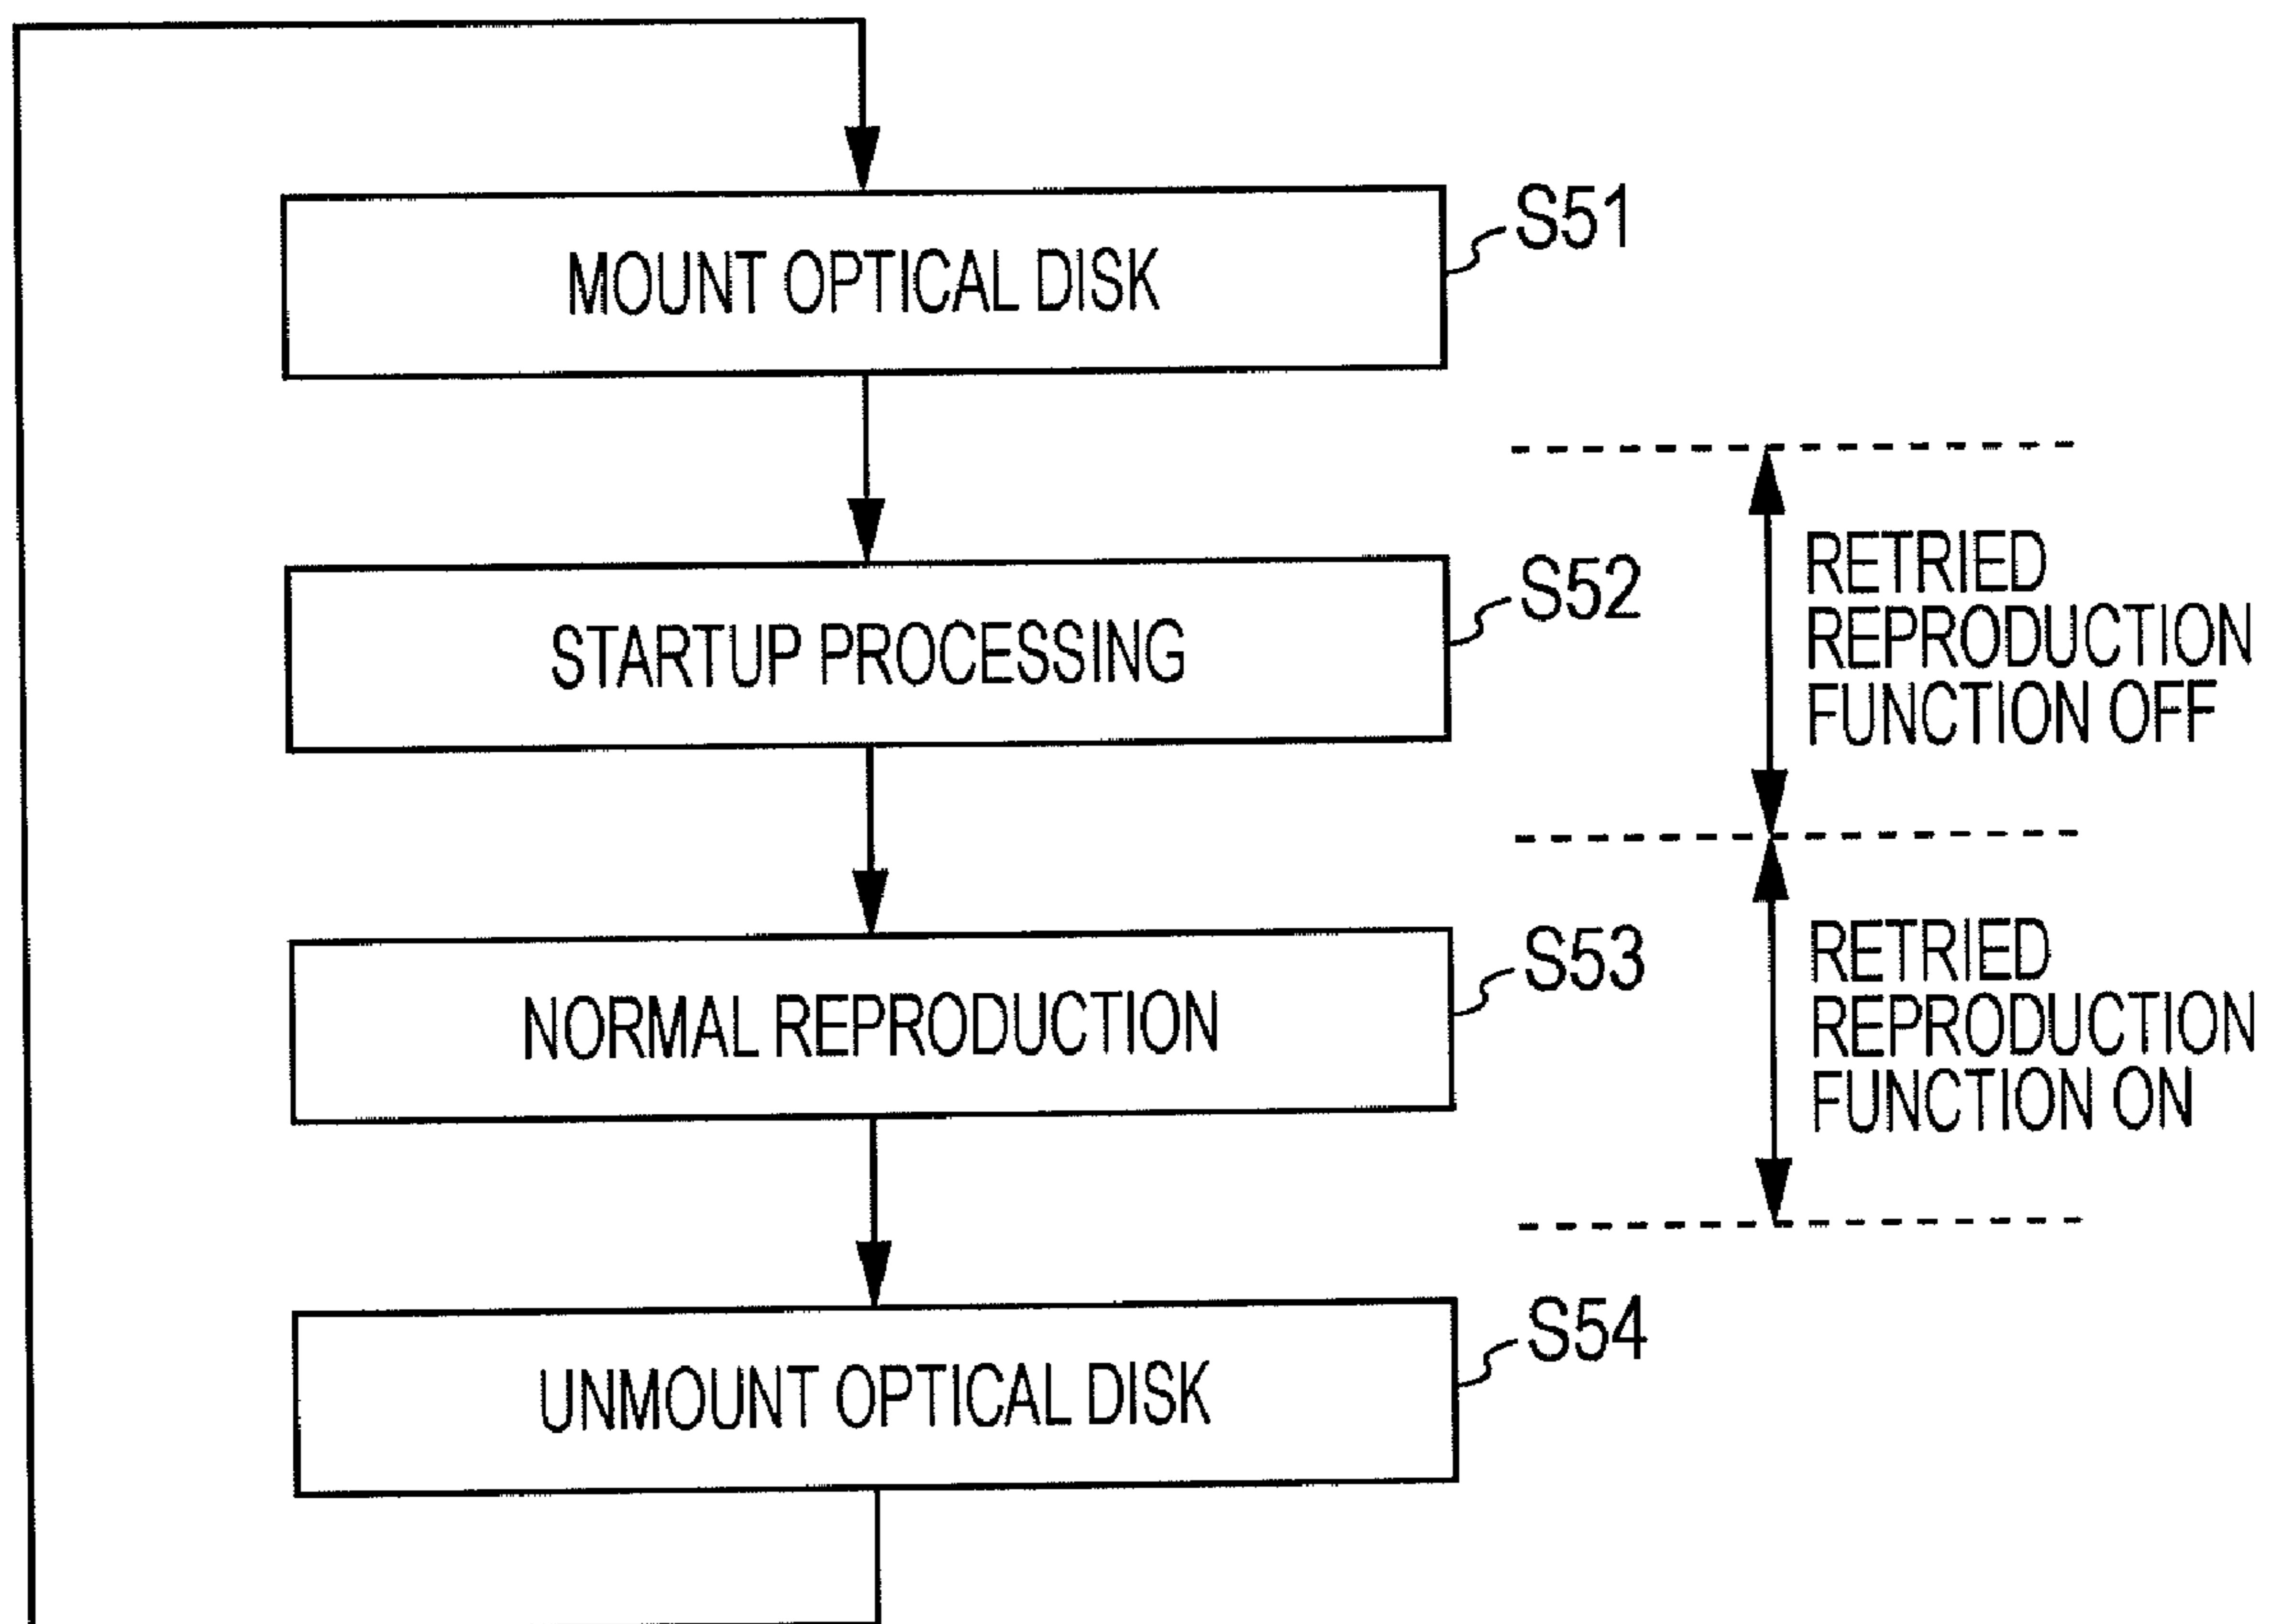 MOUNT OPTICAL DISK
S51
STARTUP PROCESSING
S52
RETRIED
REPRODUCTION
FUNCTION OFF
NORMAL REPRODUCTION
S53
RETRIED
REPRODUCTION
FUNCTION ON
UNMOUNT OPTICAL DISK
S54